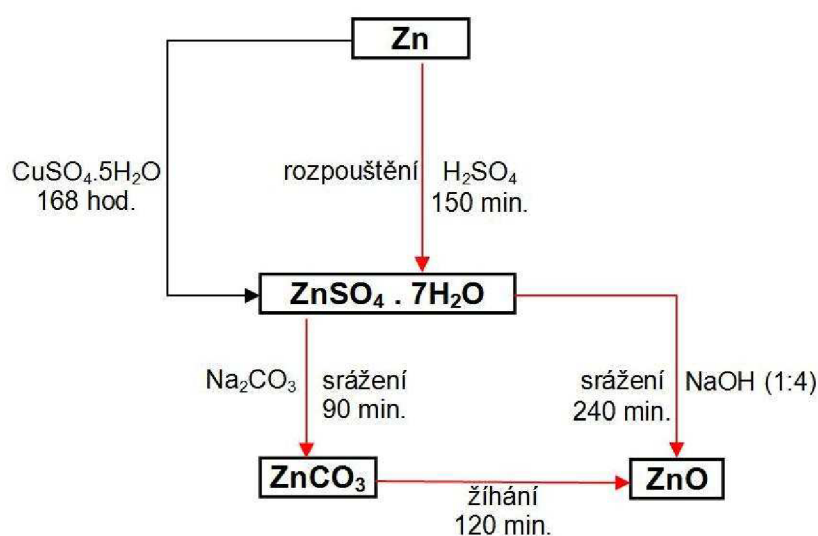 Zn
CuSO₄.5H₂O
168 hod.
rozpouštění
H₂SO₄
150 min.
ZnSO₄ . 7H₂O
Na₂CO₃
srážení
90 min.
srážení
240 min.
NaOH (1:4)
ZnCO₃
žíhání
120 min.
ZnO